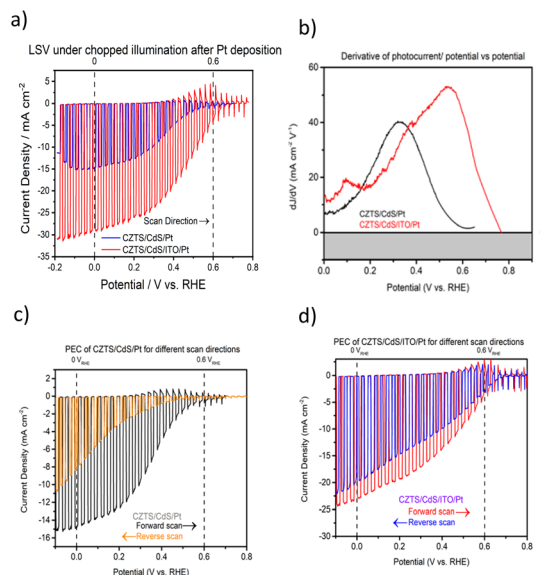 a)
LSV under chopped illumination after Pt deposition
0 0.6
5
0
-5
-10
-15
-20
-25
-30
-35
Current Density / mA cm-2
Scan Direction →
CZTS/CdS/Pt
CZTS/CdS/ITO/Pt
-0.2 0.0 0.2 0.4 0.6 0.8
Potential / V vs. RHE
b)
Derivative of photocurrent/ potential vs potential
60
40
20
0
dJ/dV (mA cm-2 V-1)
CZTS/CdS/Pt
CZTS/CdS/ITO/Pt
0.0 0.2 0.4 0.6 0.8
Potential (V vs. RHE)
c)
PEC of CZTS/CdS/Pt for different scan directions
0 VRHE 0.6 VRHE
2
0
-2
-4
-6
-8
-10
-12
-14
-16
Current Density (mA cm-2)
CZTS/CdS/Pt
Forward scan →
← Reverse scan
0.0 0.2 0.4 0.6 0.8
Potential (V vs. RHE)
d)
PEC of CZTS/CdS/ITO/Pt for different scan directions
0 VRHE 0.6 VRHE
0
-5
-10
-15
-20
-25
-30
Current Density (mA cm-2)
CZTS/CdS/ITO/Pt
Forward scan →
← Reverse scan
0.0 0.2 0.4 0.6 0.8
Potential (V vs. RHE)